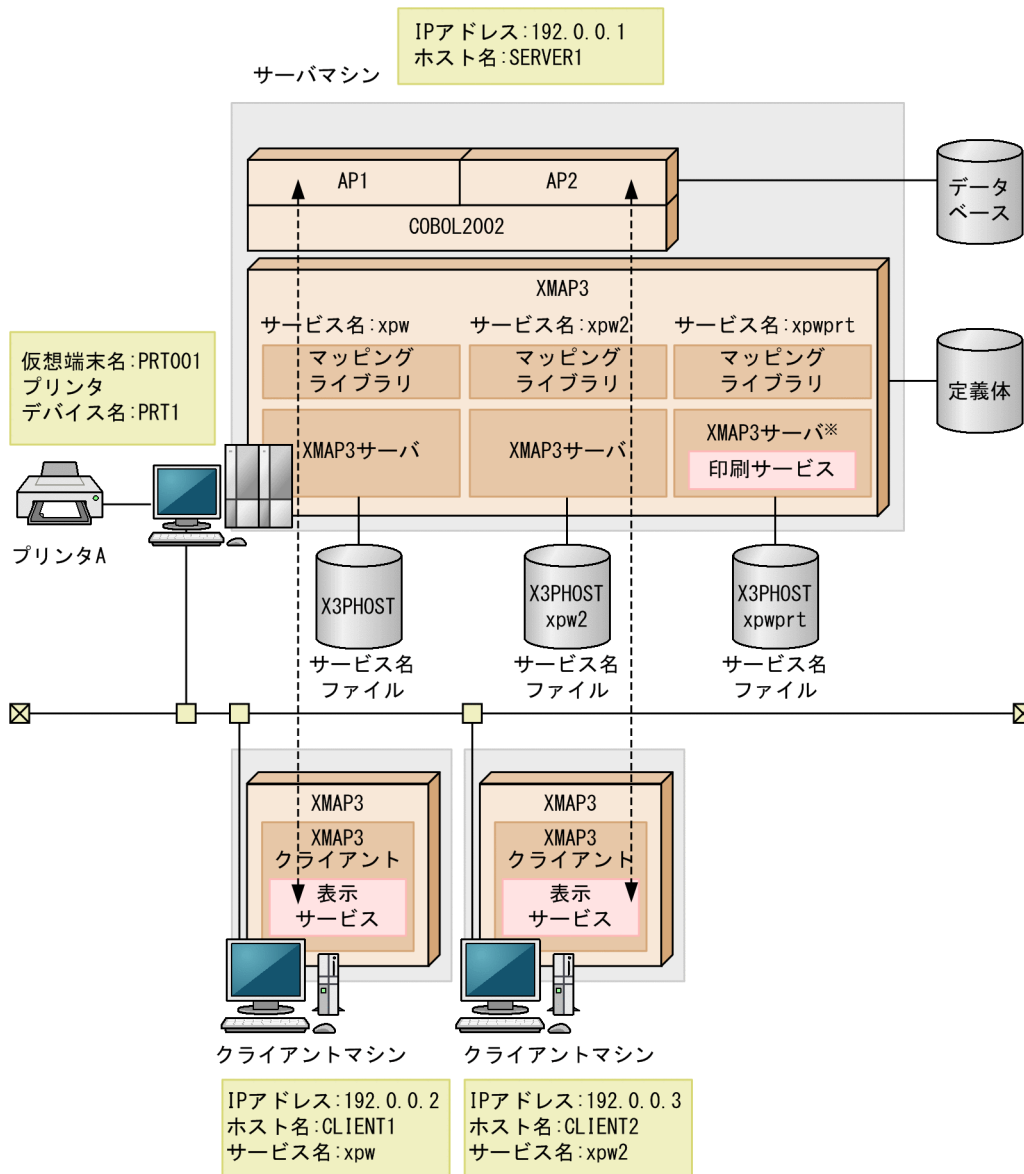 IPアドレス:192.0.0.1
ホスト名:SERVER1
サーバマシン
AP1
AP2
COBOL2002
データ
ベース
XMAP3
サービス名:xpw
サービス名:xpw2
サービス名:xpwprt
マッピング
ライブラリ
マッピング
ライブラリ
マッピング
ライブラリ
定義体
仮想端末名:PRT001
プリンタ
デバイス名:PRT1
XMAP3サーバ
XMAP3サーバ
XMAP3サーバ※
印刷サービス
プリンタA
X3PHOST
X3PHOST
xpw2
X3PHOST
xpwprt
サービス名
ファイル
サービス名
ファイル
サービス名
ファイル
XMAP3
XMAP3
クライアント
表示
サービス
XMAP3
XMAP3
クライアント
表示
サービス
クライアントマシン
クライアントマシン
IPアドレス:192.0.0.2
ホスト名:CLIENT1
サービス名:xpw
IPアドレス:192.0.0.3
ホスト名:CLIENT2
サービス名:xpw2